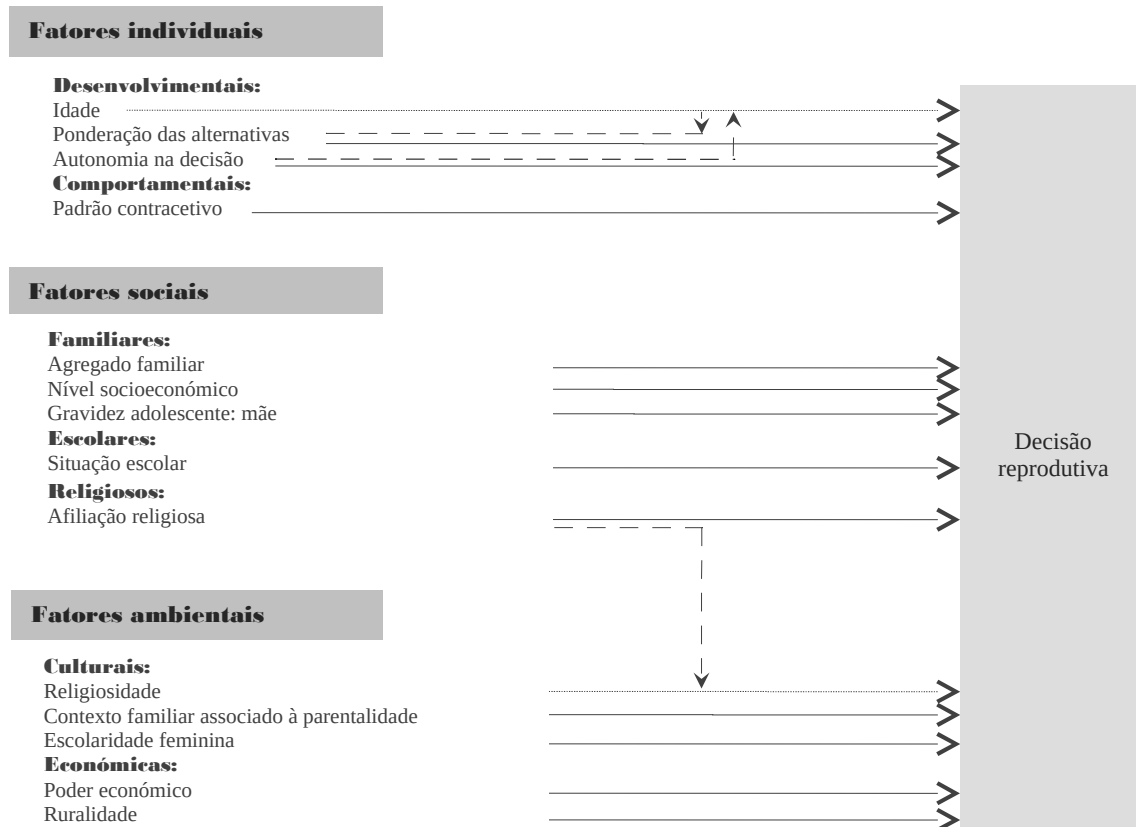 Fatores individuais
Desenvolvimentais:
Idade
Ponderação das alternativas
Autonomia na decisão
Comportamentais:
Padrão contracetivo
Fatores sociais
Familiares:
Agregado familiar
Nível socioeconómico
Gravidez adolescente: mãe
Escolares:
Situação escolar
Religiosos:
Afiliação religiosa
Fatores ambientais
Culturais:
Religiosidade
Contexto familiar associado à parentalidade
Escolaridade feminina
Económicas:
Poder económico
Ruralidade
Decisão
reprodutiva